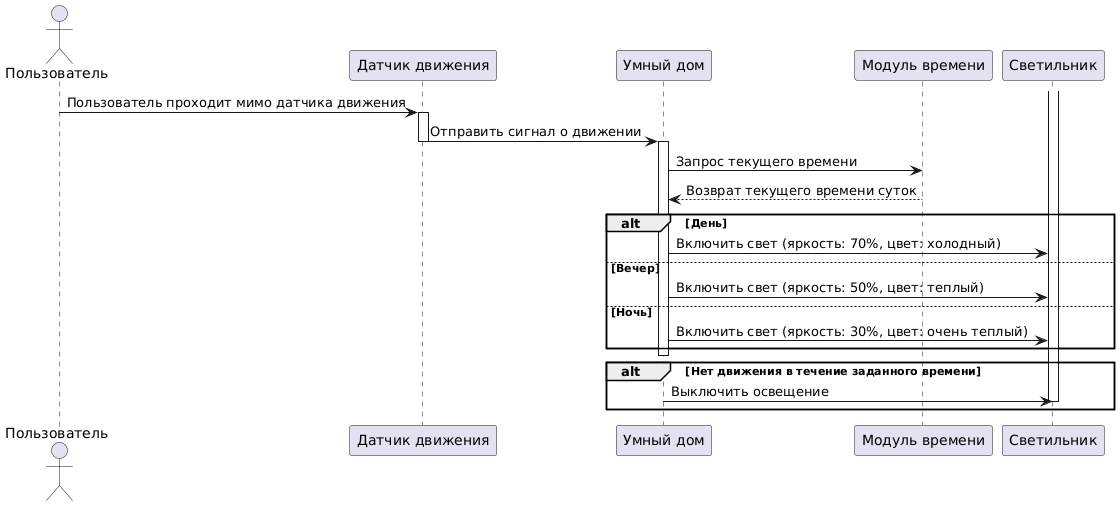 Пользователь
Датчик движения
Умный дом
Модуль времени
Светильник
Пользователь проходит мимо датчика движения
Отправить сигнал о движении
Запрос текущего времени
Возврат текущего времени суток
alt [День]
Включить свет (яркость: 70%, цвет: холодный)
[Вечер]
Включить свет (яркость: 50%, цвет: теплый)
[Ночь]
Включить свет (яркость: 30%, цвет: очень теплый)
alt [Нет движения в течение заданного времени]
Выключить освещение
Пользователь
Датчик движения
Умный дом
Модуль времени
Светильник